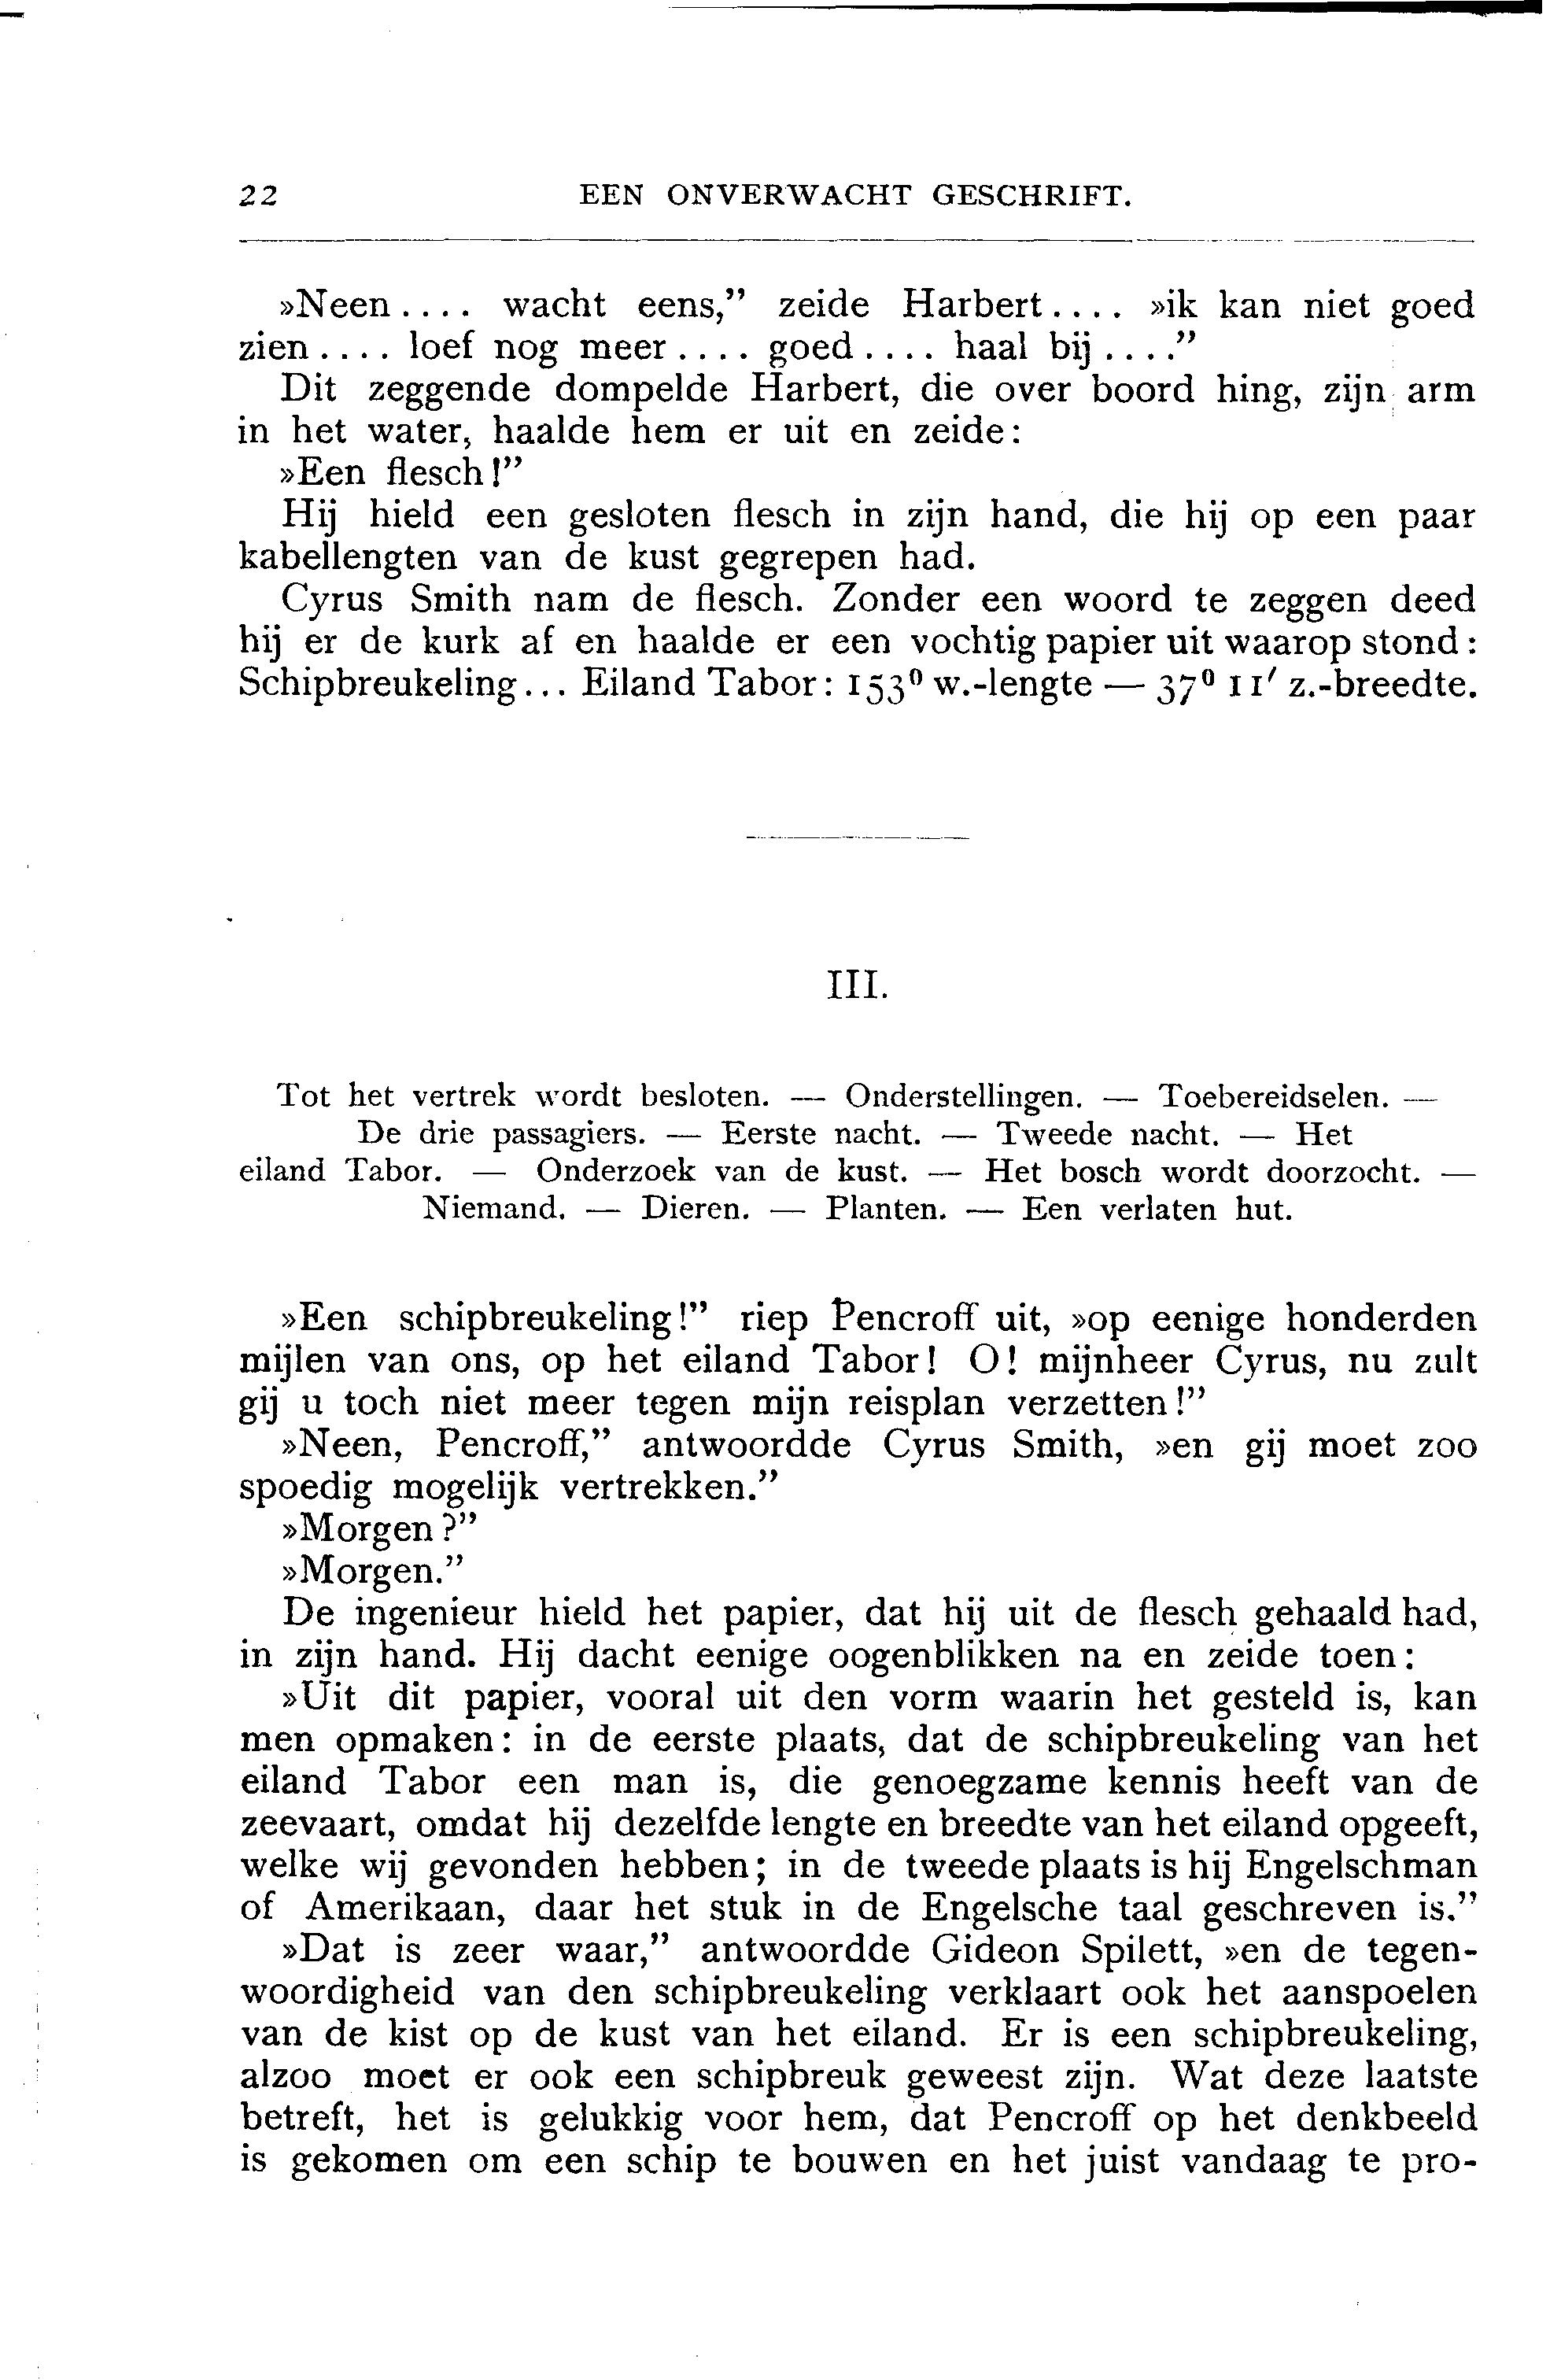 22 EEN ONVERWACHT GESCHRIFT.
»Neen.... wacht eens,” zeide Harbert.... »ik kan niet goed
zien.... loef nog meer.... goed.... haal bij....”
Dit zeggende dompelde Harbert, die over boord hing, zijn arm
in het water, haalde hem er uit en zeide:
»Een flesch!”
Hij hield een gesloten flesch in zijn hand, die hij op een paar
kabellengten van de kust gegrepen had.
Cyrus Smith nam de flesch. Zonder een woord te zeggen deed
hij er de kurk af en haalde er een vochtig papier uit waarop stond:
Schipbreukeling... Eiland Tabor: 153⁰ w.-lengte — 37⁰ 11′ z.-breedte.
III.
Tot het vertrek wordt besloten. — Onderstellingen. — Toebereidselen. —
De drie passagiers. — Eerste nacht. — Tweede nacht. — Het
eiland Tabor. — Onderzoek van de kust. — Het bosch wordt doorzocht. —
Niemand. — Dieren. — Planten. — Een verlaten hut.
»Een schipbreukeling!” riep Pencroff uit, »op eenige honderden
mijlen van ons, op het eiland Tabor! O! mijnheer Cyrus, nu zult
gij u toch niet meer tegen mijn reisplan verzetten!”
»Neen, Pencroff,” antwoordde Cyrus Smith, »en gij moet zoo
spoedig mogelijk vertrekken.”
»Morgen?”
»Morgen.”
De ingenieur hield het papier, dat hij uit de flesch gehaald had,
in zijn hand. Hij dacht eenige oogenblikken na en zeide toen:
»Uit dit papier, vooral uit den vorm waarin het gesteld is, kan
men opmaken: in de eerste plaats, dat de schipbreukeling van het
eiland Tabor een man is, die genoegzame kennis heeft van de
zeevaart, omdat hij dezelfde lengte en breedte van het eiland opgeeft,
welke wij gevonden hebben; in de tweede plaats is hij Engelschman
of Amerikaan, daar het stuk in de Engelsche taal geschreven is.”
»Dat is zeer waar,” antwoordde Gideon Spilett, »en de tegen-
woordigheid van den schipbreukeling verklaart ook het aanspoelen
van de kist op de kust van het eiland. Er is een schipbreukeling,
alzoo moet er ook een schipbreuk geweest zijn. Wat deze laatste
betreft, het is gelukkig voor hem, dat Pencroff op het denkbeeld
is gekomen om een schip te bouwen en het juist vandaag te pro-